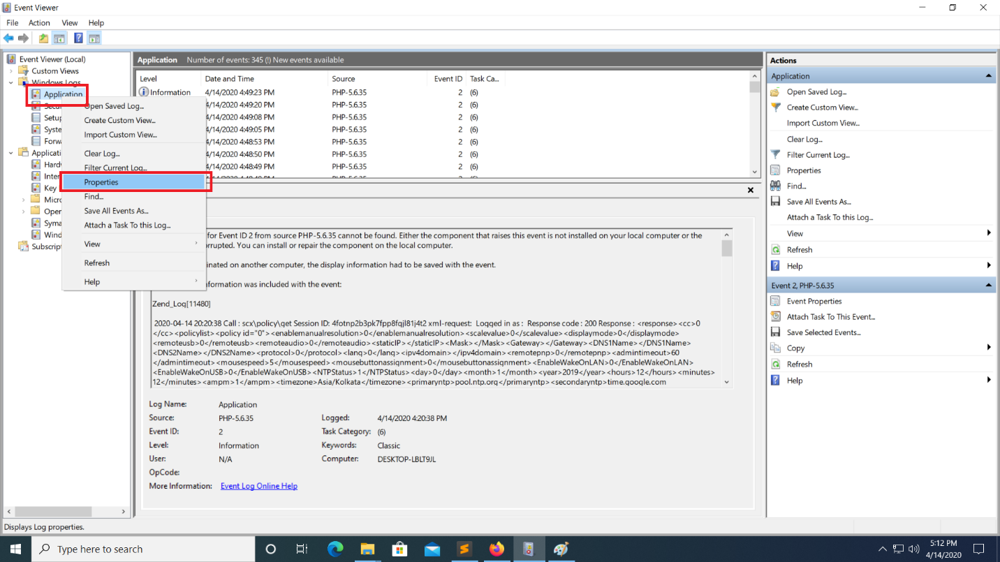 Event Viewer
File Action View Help
Event Viewer (Local)
Custom Views
Windows Logs
Application
Setup
Subscript
Open Saved Log...
Create Custom View...
Import Custom View...
Clear Log...
Filter Current Log...
Properties
Find...
Save All Events As...
Attach a Task To this Log...
View
Refresh
Help
Application Number of events: 345 (!) New events available
Level Date and Time Source Event ID Task Ca...
Information 4/14/2020 4:49:23 PM PHP-5.6.35 2 (6)
4/14/2020 4:49:20 PM PHP-5.6.35 2 (6)
4/14/2020 4:49:08 PM PHP-5.6.35 2 (6)
4/14/2020 4:49:05 PM PHP-5.6.35 2 (6)
4/14/2020 4:48:53 PM PHP-5.6.35 2 (6)
4/14/2020 4:48:50 PM PHP-5.6.35 2 (6)
4/14/2020 4:48:49 PM PHP-5.6.35 2 (6)
for Event ID 2 from source PHP-5.6.35 cannot be found. Either the component that raises this event is not installed on your local computer or the
rrupted. You can install or repair the component on the local computer.
inated on another computer, the display information had to be saved with the event.
nformation was included with the event:
Zend_Log[11480]
2020-04-14 20:20:38 Call : scx\policy\get Session ID: 4fotnp2b3pk7fpp8fqjl81j4t2 xml-request: Logged in as : Response code : 200 Response : <response><cc>0
</cc><policylist><policy id="0"><enablemanualresolution>0</enablemanualresolution><scalevalue>0</scalevalue><displaymode>0</displaymode>
<remoteusb>0</remoteusb><remoteaudio>0</remoteaudio><staticIP></staticIP><Mask></Mask><Gateway></Gateway><DNS1Name></DNS1Name>
<DNS2Name></DNS2Name><protocol>0</protocol><lang>0</lang><ipv4domain></ipv4domain><remotepnp>0</remotepnp><admintimeout>60
</admintimeout><mousespeed>5</mousespeed><mousebuttonassignment>0</mousebuttonassignment><EnableWakeOnLAN>0</EnableWakeOnLAN>
<EnableWakeOnUSB>0</EnableWakeOnUSB><NTPStatus>1</NTPStatus><day>0</day><month>1</month><year>2019</year><hours>12</hours><minutes>
12</minutes><ampm>1</ampm><timezone>Asia/Kolkata</timezone><primaryntp>pool.ntp.org</primaryntp><secondaryntp>time.google.com
Log Name: Application
Source: PHP-5.6.35 Logged: 4/14/2020 4:20:38 PM
Event ID: 2 Task Category: (6)
Level: Information Keywords: Classic
User: N/A Computer: DESKTOP-LBLT9JL
OpCode:
More Information: Event Log Online Help
Actions
Application
Open Saved Log...
Create Custom View...
Import Custom View...
Clear Log...
Filter Current Log...
Properties
Find...
Save All Events As...
Attach a Task To this Log...
View
Refresh
Help
Event 2, PHP-5.6.35
Event Properties
Attach Task To This Event...
Save Selected Events...
Copy
Refresh
Help
Displays Log properties.
Type here to search
5:12 PM
4/14/2020